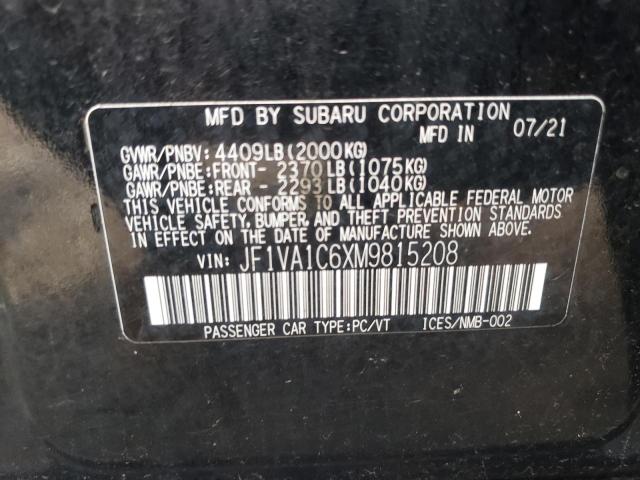 MFD BY SUBARU CORPORATION
MFD IN 07/21
GVWR/PNBV: 4409LB(2000KG)
GAWR/PNBE:FRONT- 2370LB(1075KG)
GAWR/PNBE:REAR - 2293LB(1040KG)
THIS VEHICLE CONFORMS TO ALL APPLICABLE FEDERAL MOTOR
VEHICLE SAFETY, BUMPER, AND THEFT PREVENTION STANDARDS
IN EFFECT ON THE DATE OF MANUFACTURE SHOWN ABOVE.
VIN: JF1VA1C6XM9815208
PASSENGER CAR TYPE:PC/VT ICES/NMB-002